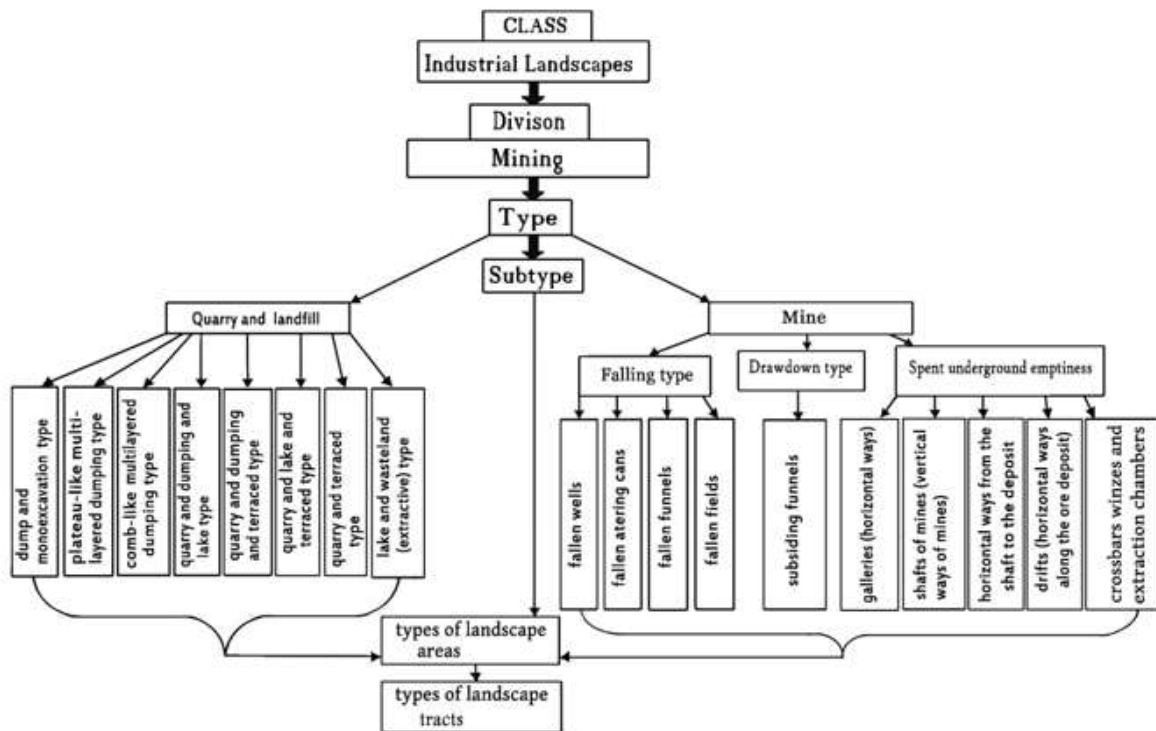 CLASS
Industrial Landscapes
Divison
Mining
Type
Subtype
Quarry and landfill
Mine
Falling type
Drawdown type
Spent underground emptiness
dump and
monoexcavation type
plateau-like multi-
layered dumping type
comb-like multilayered
dumping type
quarry and dumping and
lake type
quarry and dumping
and terraced type
quarry and lake and
terraced type
quarry and terraced
type
lake and wasteland
(extractive) type
fallen wells
fallen atering cans
fallen funnels
fallen fields
subsiding funnels
galleries (horizontal ways)
shafts of mines (vertical
ways of mines)
horizontal ways from the
shaft to the deposit
drifts (horizontal ways
along the ore deposit)
crossbars winzes and
extraction chambers
types of landscape
areas
types of landscape
tracts